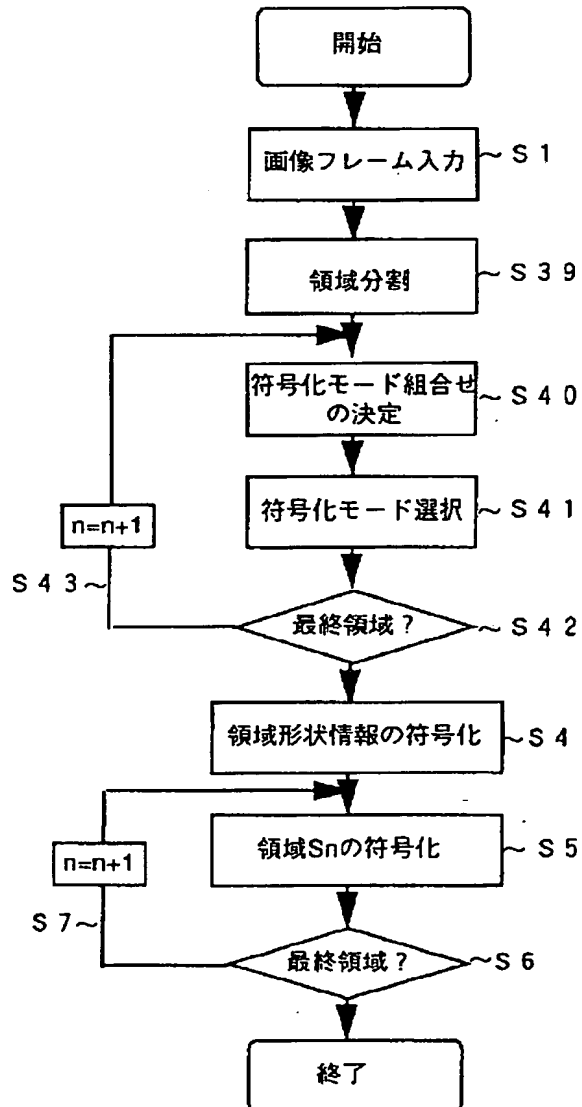 開始
画像フレーム入力
~S1
領域分割
~S39
符号化モード組合せ
の決定
~S40
符号化モード選択
~S41
n=n+1
S43~
最終領域?
~S42
領域形状情報の符号化
~S4
領域Snの符号化
~S5
n=n+1
S7~
最終領域?
~S6
終了